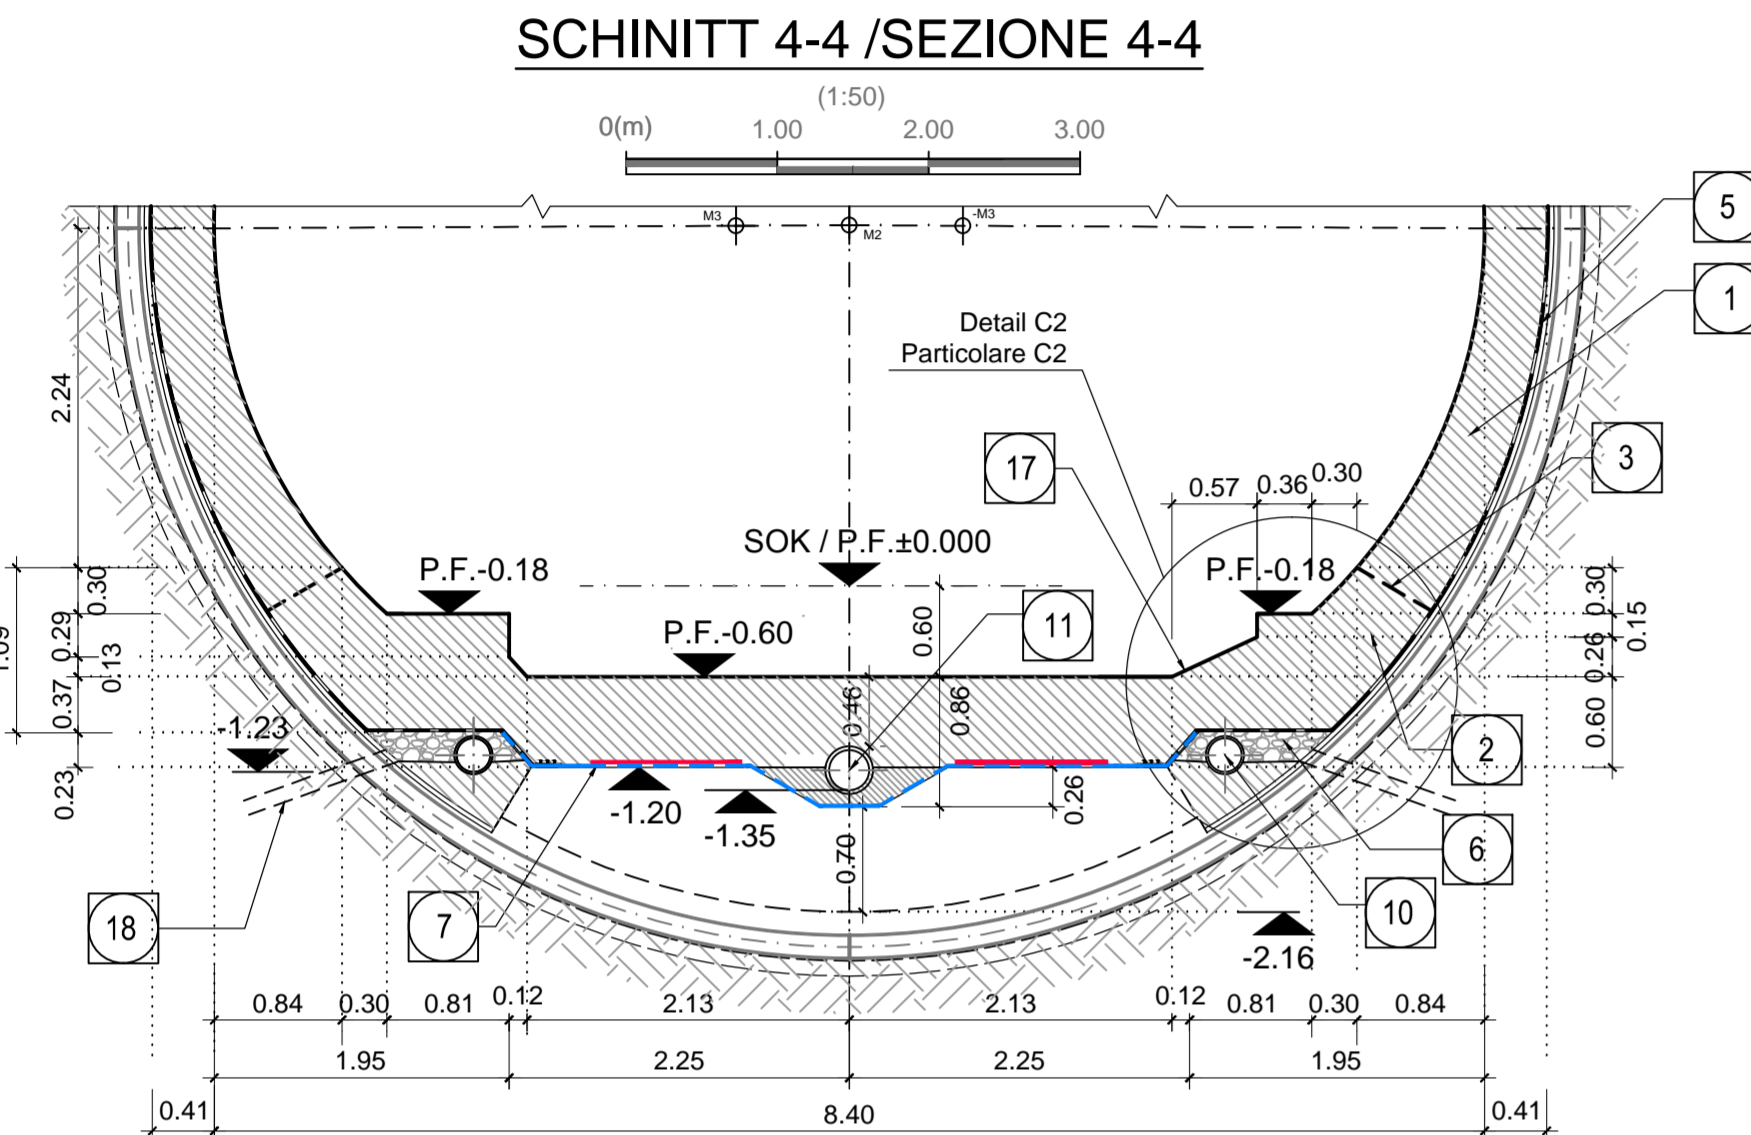 SCHINITT 4-4 /SEZIONE 4-4
(1:50)
0(m) 1.00 2.00 3.00
M3 M2 -M3
5
1
Detail C2
Particolare C2
2.24
17
3
0.57 0.36 0.30
SOK / P.F.±0.000
P.F.-0.18
P.F.-0.18
0.30
0.29
0.13
0.37
0.23
P.F.-0.60
0.60
11
0.30
0.15
0.26
0.60
-1.23
0.46
0.86
2
-1.20
-1.35
0.26
0.70
6
18
7
10
-2.16
0.84 0.30 0.81 0.12 2.13 2.13 0.12 0.81 0.30 0.84
1.95 2.25 2.25 1.95
0.41 8.40 0.41